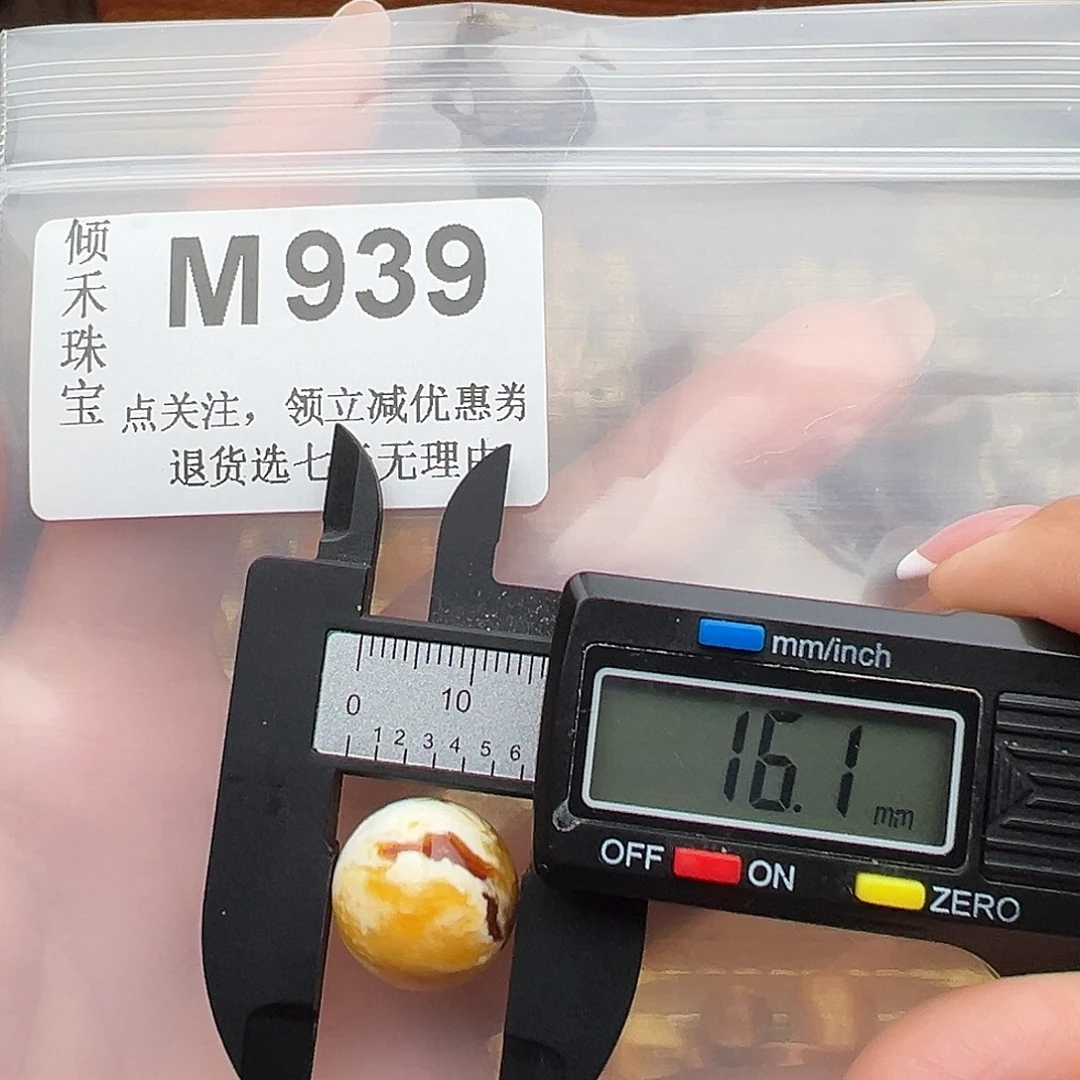 倾禾珠宝
M939
点关注，领立减优惠券
退货选七 无理由
mm/inch
0 10
1 2 3 4 5 6
16.1 mm
OFF ON
ZERO